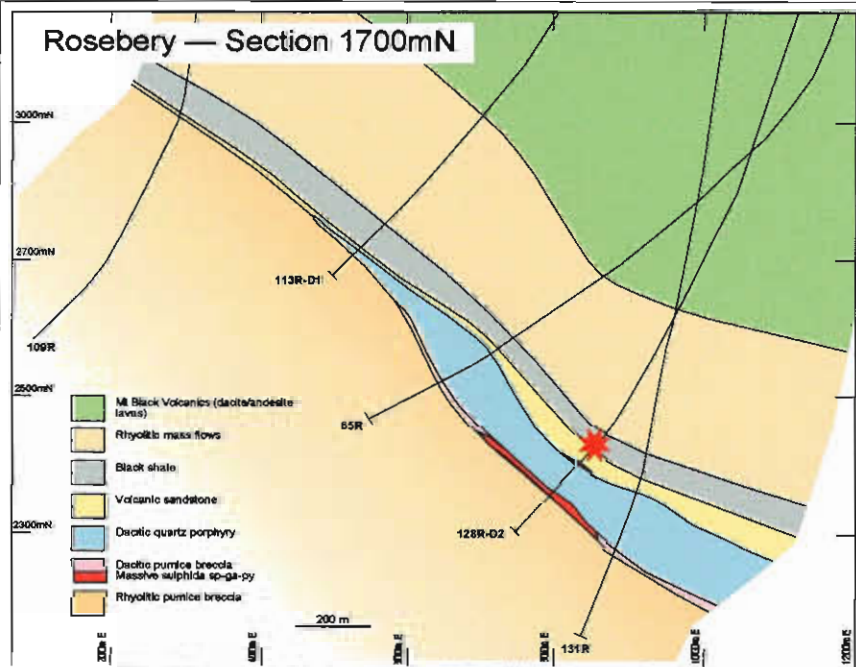 Rosebery — Section 1700mN
3000mN
2700mN
113R-D1
109R
2500mN
65R
Mt Black Volcanics (dacite/andesite
lavas)
Rhyolitic mass flows
Black shale
Volcanic sandstone
2300mN
Dacitic quartz porphyry
128R-D2
Dacitic pumice breccia
Massive sulphide sp-ga-py
Rhyolitic pumice breccia
200 m
131R